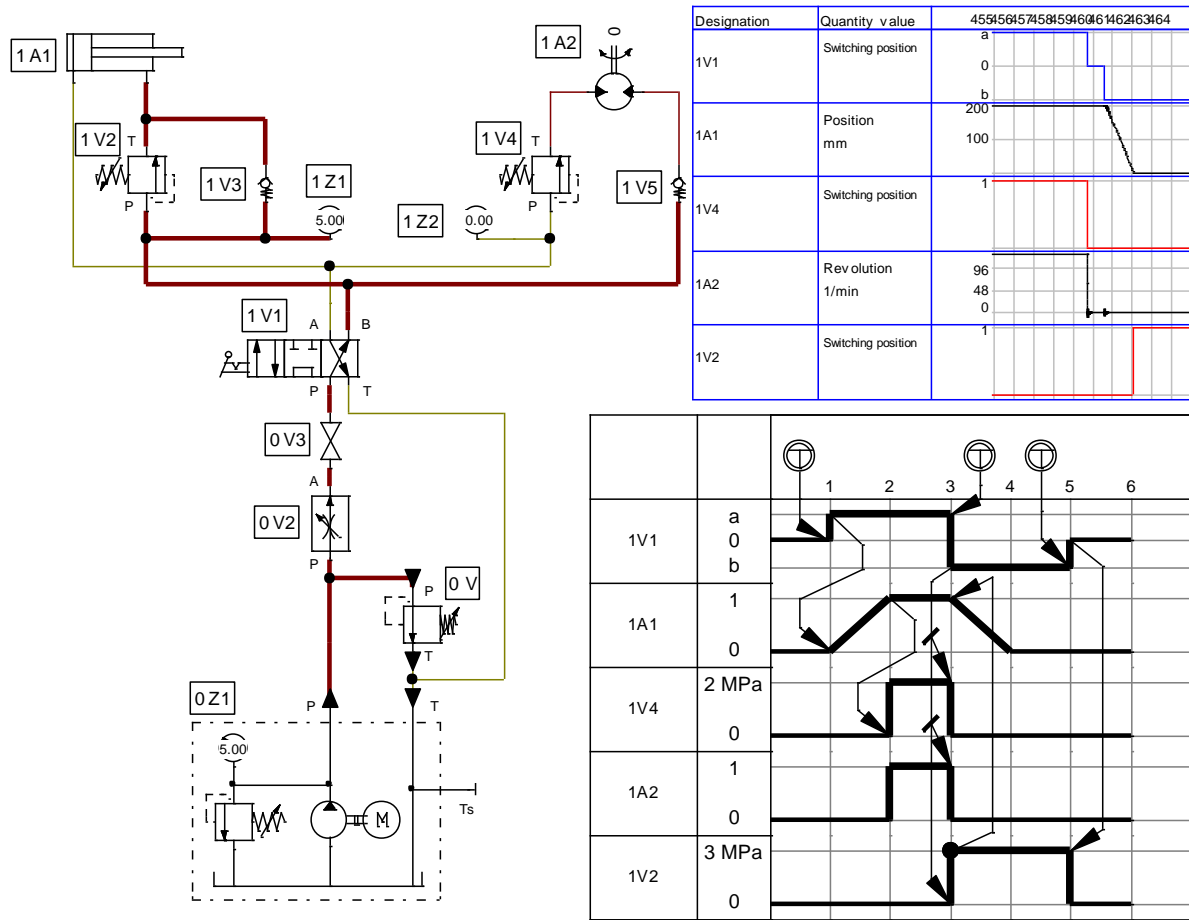 1 A1
1 A2
0
1 V2
T
P
1 V3
1 Z1
5.00
1 V4
T
P
1 Z2
0.00
1 V5
1 V1
A
B
P
T
0 V3
A
0 V2
P
P
0 V
T
0 Z1
P
T
5.00
M
Ts
Designation
Quantity value
455456457458459460461462463464
1V1
Switching position
a
0
b
1A1
Position
mm
200
100
1V4
Switching position
1
1A2
Revolution
1/min
96
48
0
1V2
Switching position
1
1
2
3
4
5
6
1V1
a
0
b
1A1
1
0
1V4
2 MPa
0
1A2
1
0
1V2
3 MPa
0